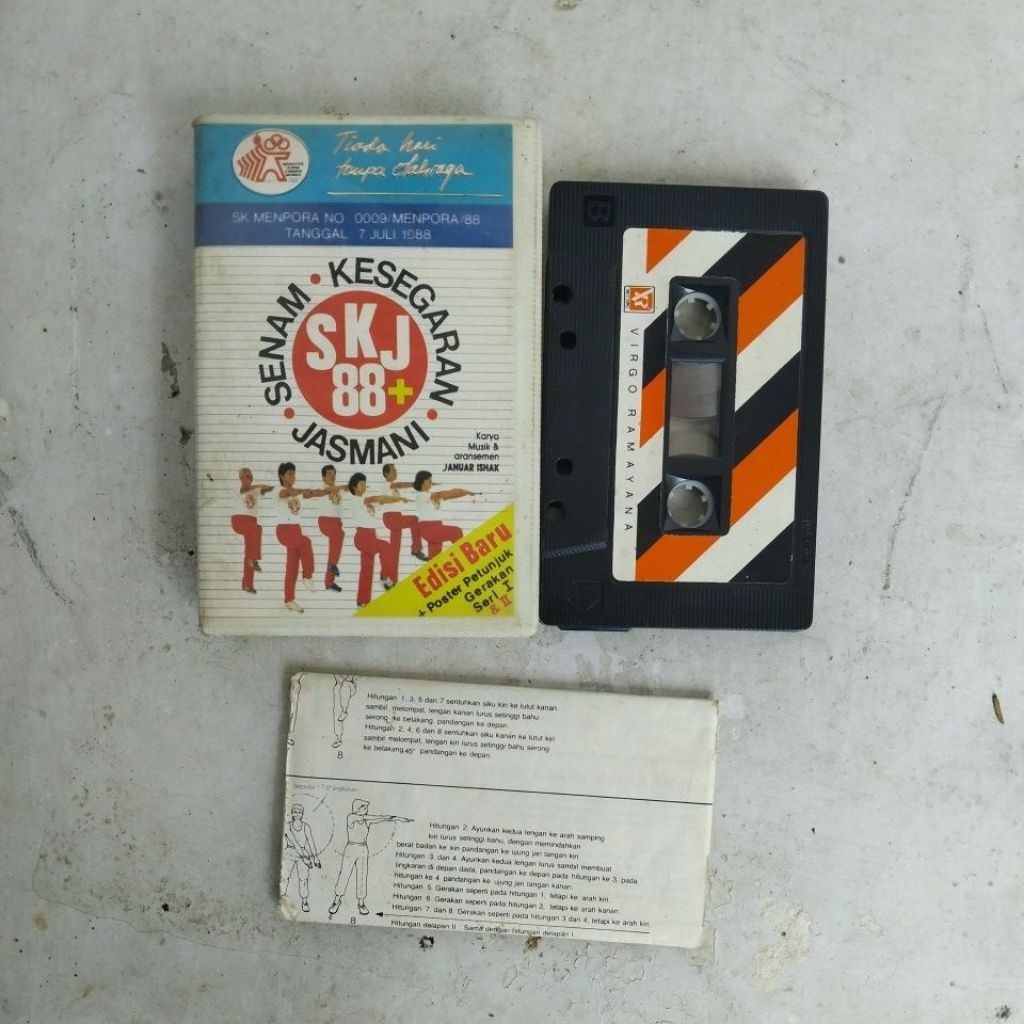 Tiada hari
tanpa Olahraga
SK MENPORA NO 0009/MENPORA/88
TANGGAL 7 JULI 1988
SENAM • KESEGARAN • JASMANI •
SKJ
88+
Karya
Musik &
aransemen
JANUAR ISHAK
Edisi Baru
+ Poster Petunjuk
Gerakan
Seri I
& II
B
VIRGO RAMAYANA
Hitungan 1, 3, 5 dan 7 sentuhkan siku kiri ke lutut kanan
sambil melompat, lengan kanan lurus setinggi bahu
serong ke belakang, pandangan ke depan.
Hitungan 2, 4, 6 dan 8 sentuhkan siku kanan ke lutut kiri
sambil melompat, lengan kiri lurus setinggi bahu serong
ke belakang 45° pandangan ke depan.
8
Hitungan 2. Ayunkan kedua lengan ke arah samping
kiri lurus setinggi bahu, dengan memindahkan
berat badan ke kiri pandangan ke ujung jari tangan kiri.
Hitungan 3. dan 4. Ayunkan kedua lengan lurus sambil membuat
lingkaran di depan dada, pandangan ke depan pada hitungan ke 3, pada
hitungan ke 4 pandangan ke ujung jari tangan kanan.
Hitungan 5. Gerakan seperti pada hitungan 1, tetapi ke arah kiri.
Hitungan 6. Gerakan seperti pada hitungan 2, tetapi ke arah kanan.
Hitungan 7. dan 8. Gerakan seperti pada hitungan 3 dan 4, tetapi ke arah kiri.
8
Hitungan delapan II Sama dengan hitungan delapan I